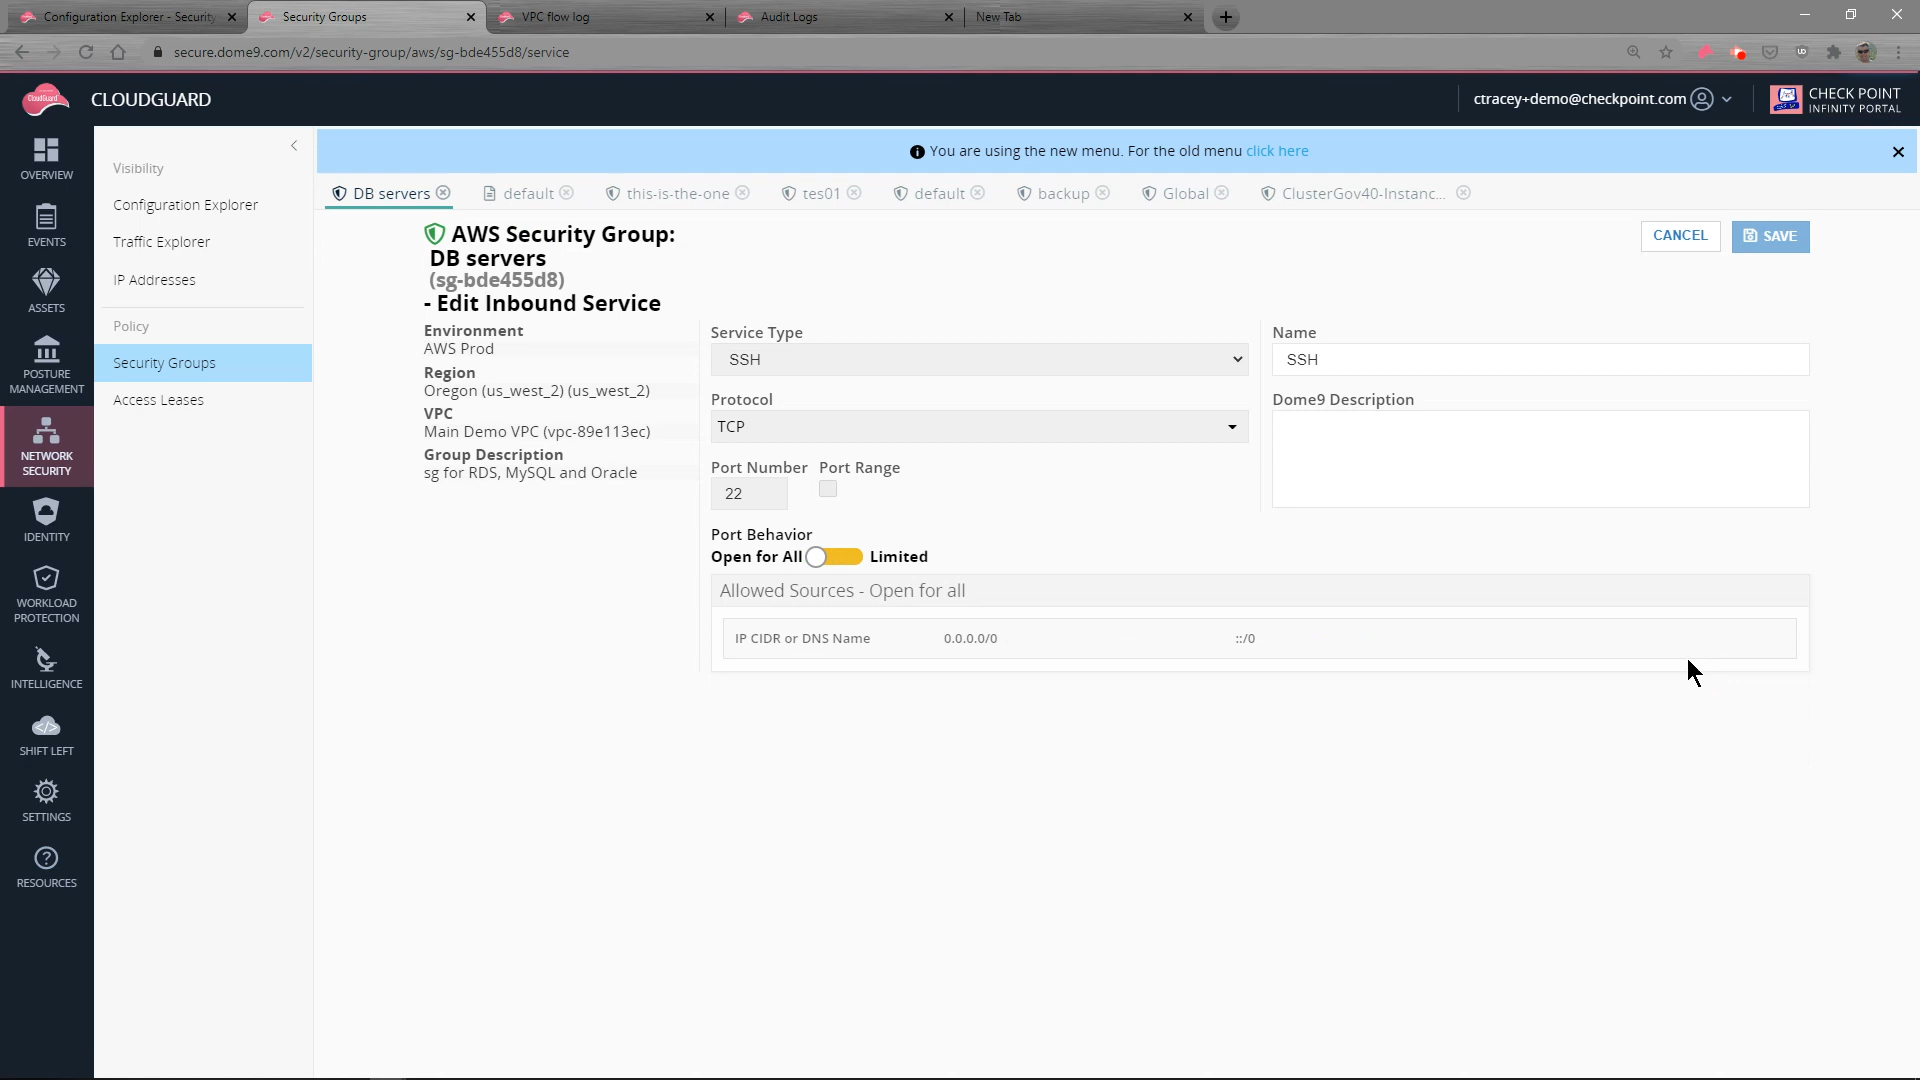 Configuration Explorer - Security
Security Groups
VPC flow log
Audit Logs
New Tab
secure.dome9.com/v2/security-group/aws/sg-bde455d8/service
CloudGuard
CLOUDGUARD
ctracey+demo@checkpoint.com
CHECK POINT
INFINITY PORTAL
OVERVIEW
EVENTS
ASSETS
POSTURE
MANAGEMENT
NETWORK
SECURITY
IDENTITY
WORKLOAD
PROTECTION
INTELLIGENCE
SHIFT LEFT
SETTINGS
RESOURCES
Visibility
Configuration Explorer
Traffic Explorer
IP Addresses
Policy
Security Groups
Access Leases
You are using the new menu. For the old menu click here
DB servers
default
this-is-the-one
tes01
default
backup
Global
ClusterGov40-Instanc...
AWS Security Group:
DB servers
(sg-bde455d8)
- Edit Inbound Service
CANCEL
SAVE
Environment
AWS Prod
Region
Oregon (us_west_2) (us_west_2)
VPC
Main Demo VPC (vpc-89e113ec)
Group Description
sg for RDS, MySQL and Oracle
Service Type
SSH
Protocol
TCP
Port Number
Port Range
22
Name
SSH
Dome9 Description
Port Behavior
Open for All
Limited
Allowed Sources - Open for all
IP CIDR or DNS Name
0.0.0.0/0
::/0